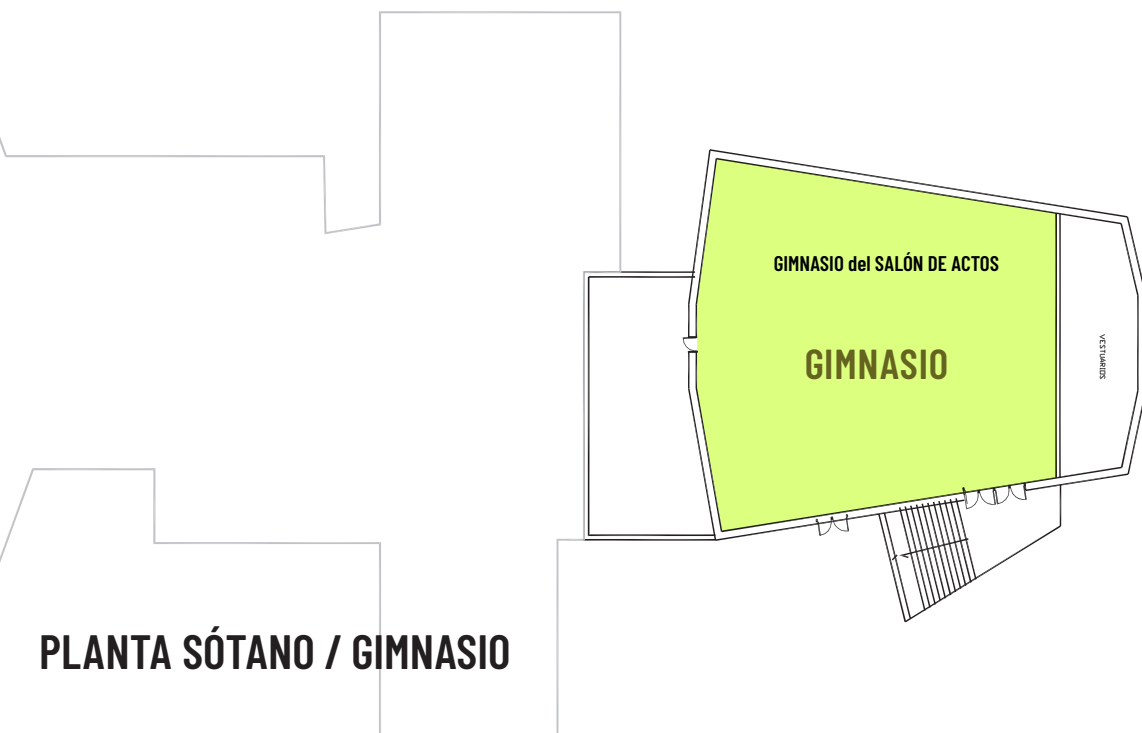 GIMNASIO del SALÓN DE ACTOS
GIMNASIO
VESTUARIOS
PLANTA SÓTANO / GIMNASIO